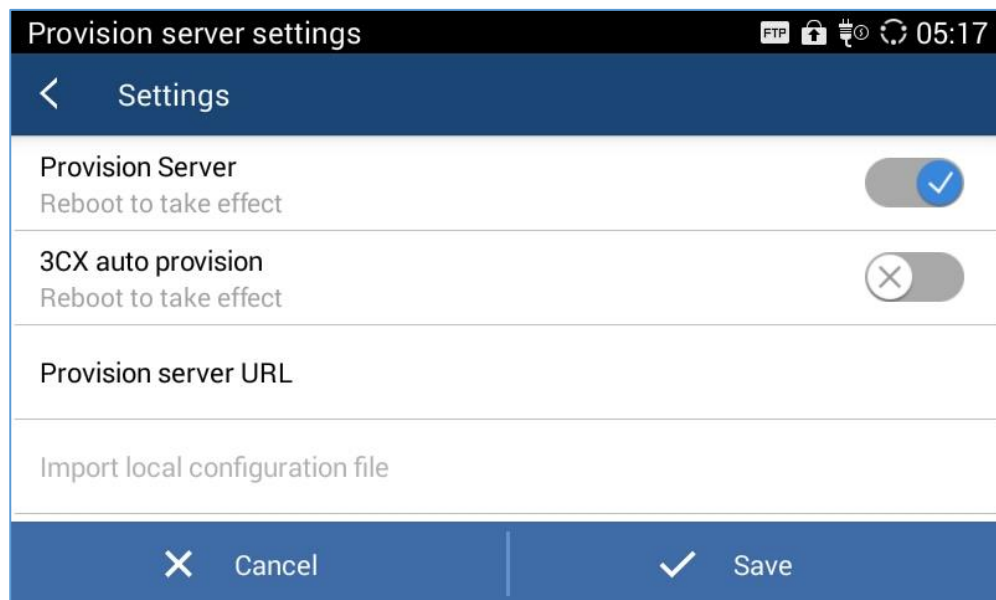 Provision server settings
FTP 05:17
Settings
Provision Server
Reboot to take effect
3CX auto provision
Reboot to take effect
Provision server URL
Import local configuration file
Cancel
Save